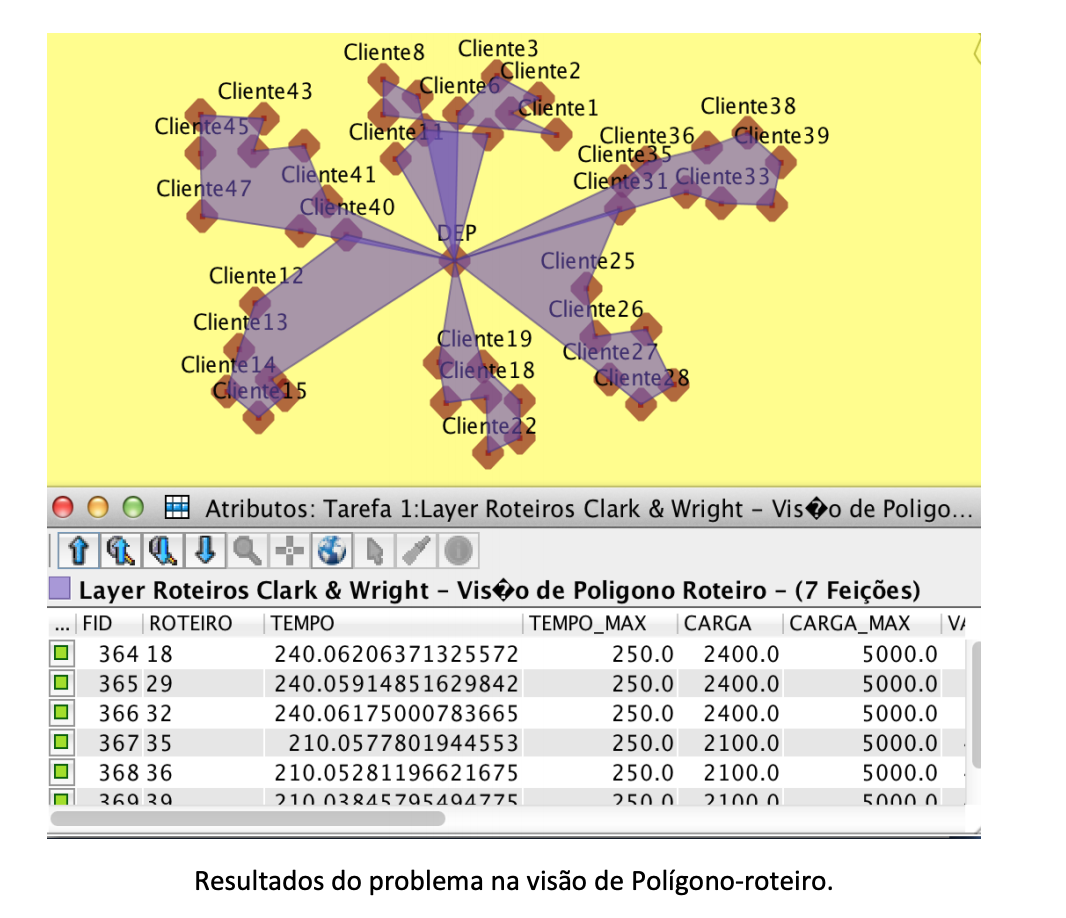 Cliente8
Cliente3
Cliente2
Cliente6
Cliente43
Cliente1
Cliente38
Cliente45
Cliente11
Cliente36
Cliente39
Cliente35
Cliente41
Cliente31
Cliente33
Cliente47
Cliente40
DEP
Cliente25
Cliente12
Cliente26
Cliente13
Cliente19
Cliente27
Cliente14
Cliente18
Cliente28
Cliente15
Cliente22
Atributos: Tarefa 1:Layer Roteiros Clark & Wright – Vis�o de Poligo...
Layer Roteiros Clark & Wright – Vis�o de Poligono Roteiro – (7 Feições)
... FID ROTEIRO TEMPO TEMPO_MAX CARGA CARGA_MAX
364 18 240.06206371325572 250.0 2400.0 5000.0
365 29 240.05914851629842 250.0 2400.0 5000.0
366 32 240.06175000783665 250.0 2400.0 5000.0
367 35 210.0577801944553 250.0 2100.0 5000.0
368 36 210.05281196621675 250.0 2100.0 5000.0
369 39 210.03845795494775 250.0 2100.0 5000.0
Resultados do problema na visão de Polígono-roteiro.